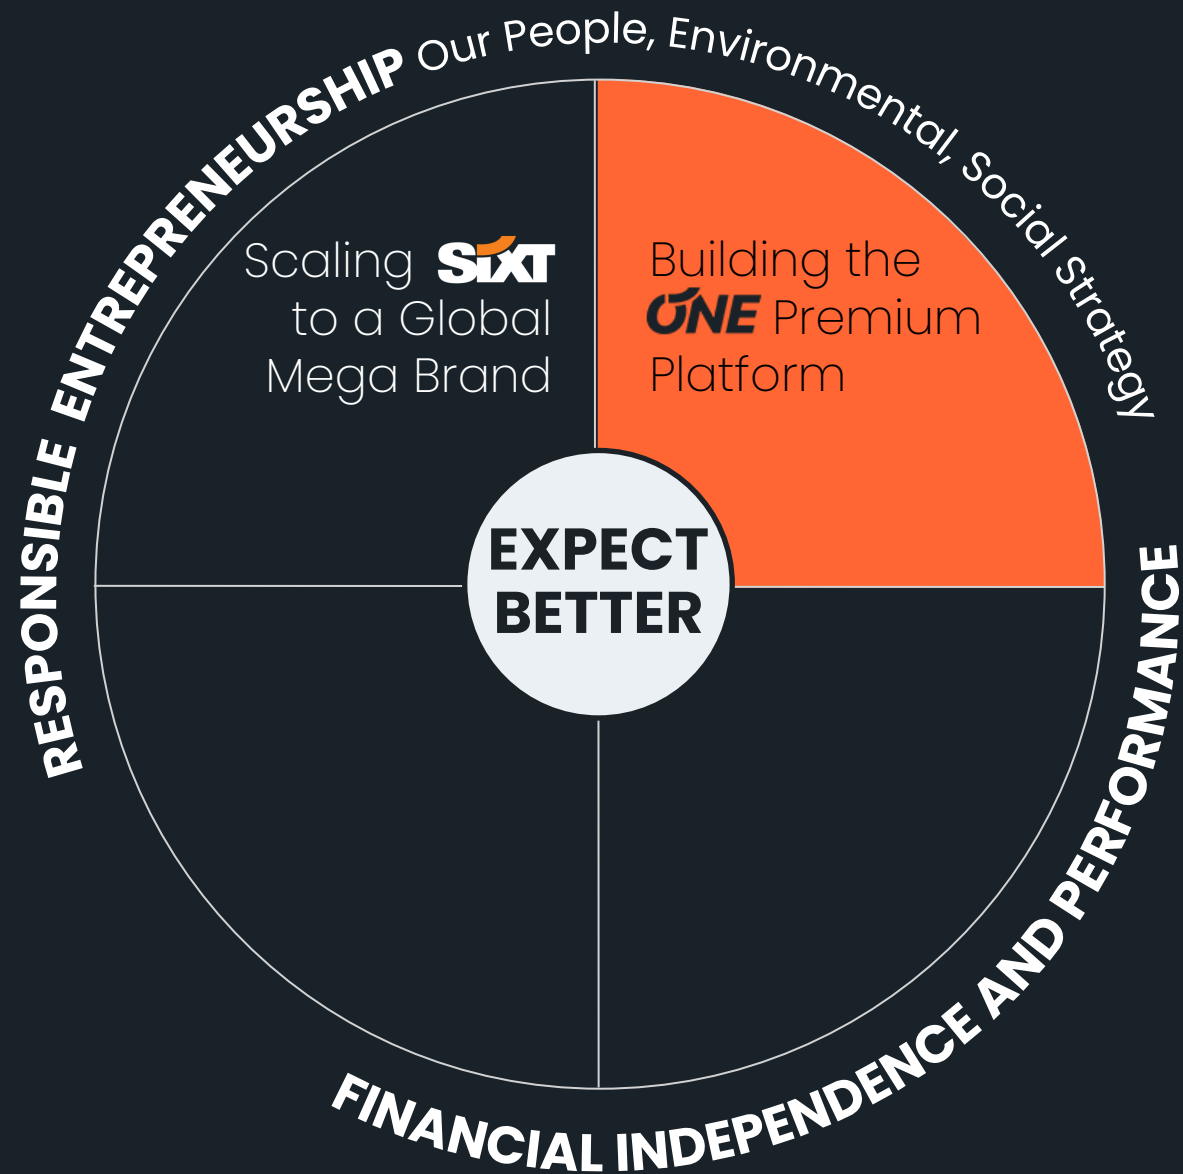 RESPONSIBLE ENTREPRENEURSHIP Our People, Environmental, Social Strategy
Scaling SiXT
to a Global
Mega Brand
Building the
ONE Premium
Platform
EXPECT
BETTER
FINANCIAL INDEPENDENCE AND PERFORMANCE